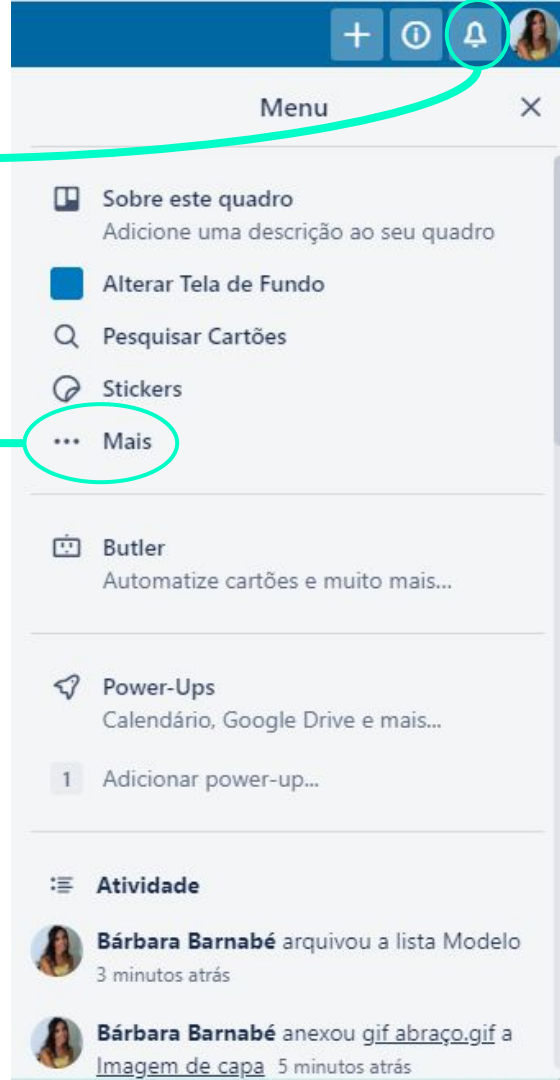 Menu
Sobre este quadro
Adicione uma descrição ao seu quadro
Alterar Tela de Fundo
Pesquisar Cartões
Stickers
Mais
Butler
Automatize cartões e muito mais...
Power-Ups
Calendário, Google Drive e mais...
1 Adicionar power-up...
Atividade
Bárbara Barnabé arquivou a lista Modelo
3 minutos atrás
Bárbara Barnabé anexou gif abraço.gif a
Imagem de capa 5 minutos atrás